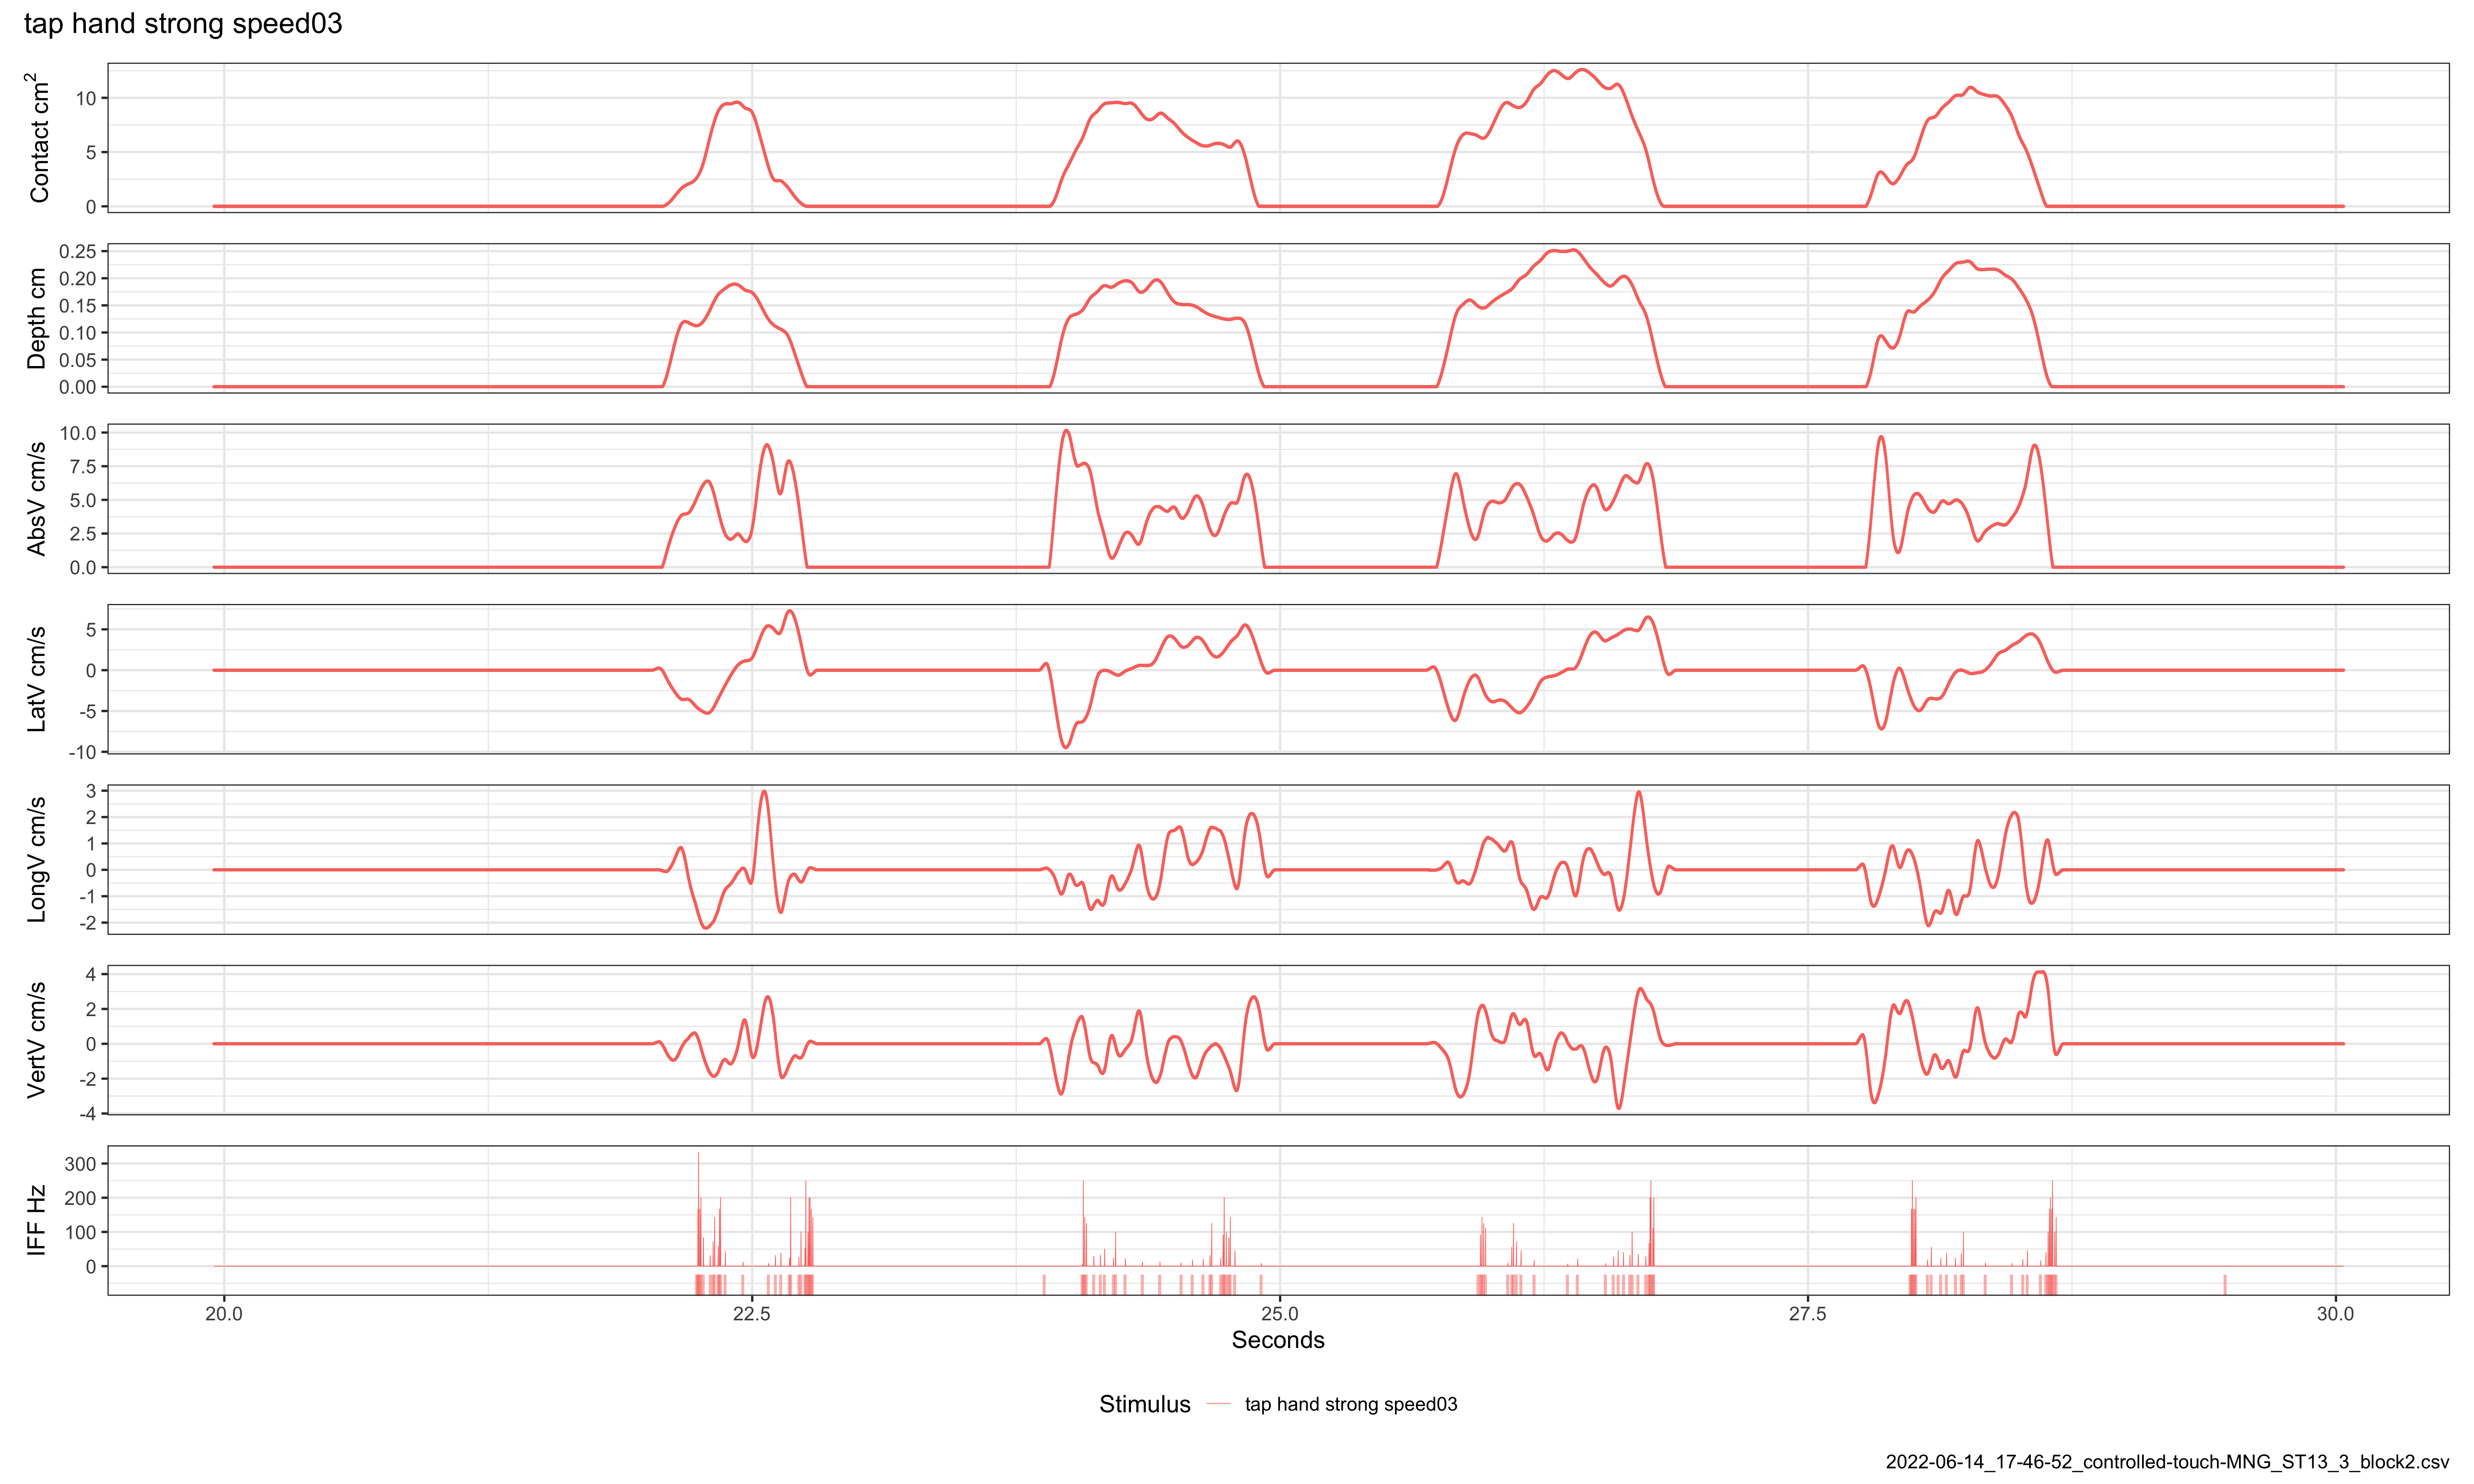 tap hand strong speed03
Contact cm²
10
5
0
Depth cm
0.25
0.20
0.15
0.10
0.05
0.00
AbsV cm/s
10.0
7.5
5.0
2.5
0.0
LatV cm/s
5
0
-5
-10
LongV cm/s
3
2
1
0
-1
-2
VertV cm/s
4
2
0
-2
-4
IFF Hz
300
200
100
0
20.0 22.5 25.0 27.5 30.0
Seconds
Stimulus tap hand strong speed03
2022-06-14_17-46-52_controlled-touch-MNG_ST13_3_block2.csv